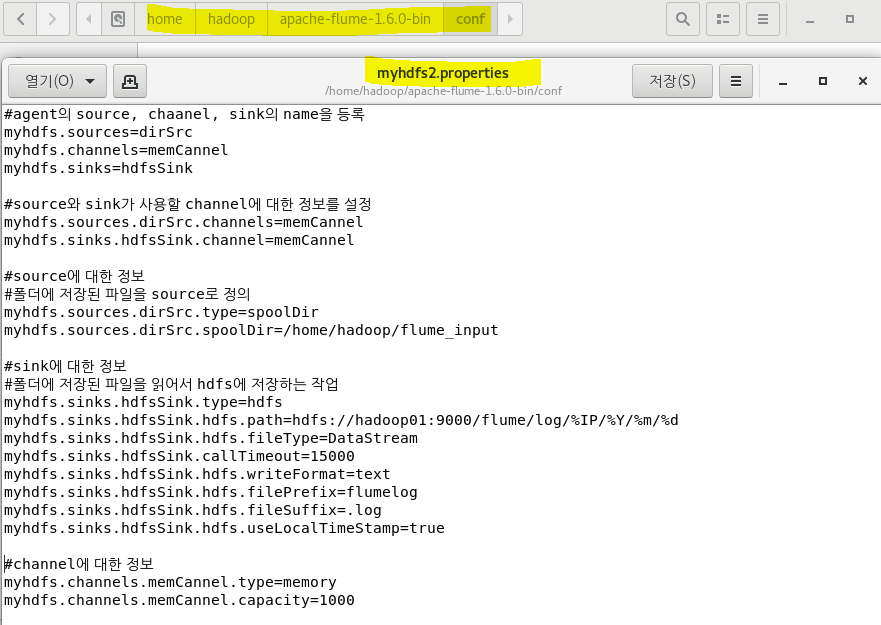 home hadoop apache-flume-1.6.0-bin conf
열기(O) myhdfs2.properties 저장(S)
/home/hadoop/apache-flume-1.6.0-bin/conf
#agent의 source, chaanel, sink의 name을 등록
myhdfs.sources=dirSrc
myhdfs.channels=memCannel
myhdfs.sinks=hdfsSink
#source와 sink가 사용할 channel에 대한 정보를 설정
myhdfs.sources.dirSrc.channels=memCannel
myhdfs.sinks.hdfsSink.channel=memCannel
#source에 대한 정보
#폴더에 저장된 파일을 source로 정의
myhdfs.sources.dirSrc.type=spoolDir
myhdfs.sources.dirSrc.spoolDir=/home/hadoop/flume_input
#sink에 대한 정보
#폴더에 저장된 파일을 읽어서 hdfs에 저장하는 작업
myhdfs.sinks.hdfsSink.type=hdfs
myhdfs.sinks.hdfsSink.hdfs.path=hdfs://hadoop01:9000/flume/log/%IP/%Y/%m/%d
myhdfs.sinks.hdfsSink.hdfs.fileType=DataStream
myhdfs.sinks.hdfsSink.callTimeout=15000
myhdfs.sinks.hdfsSink.hdfs.writeFormat=text
myhdfs.sinks.hdfsSink.hdfs.filePrefix=flumelog
myhdfs.sinks.hdfsSink.hdfs.fileSuffix=.log
myhdfs.sinks.hdfsSink.hdfs.useLocalTimeStamp=true
#channel에 대한 정보
myhdfs.channels.memCannel.type=memory
myhdfs.channels.memCannel.capacity=1000